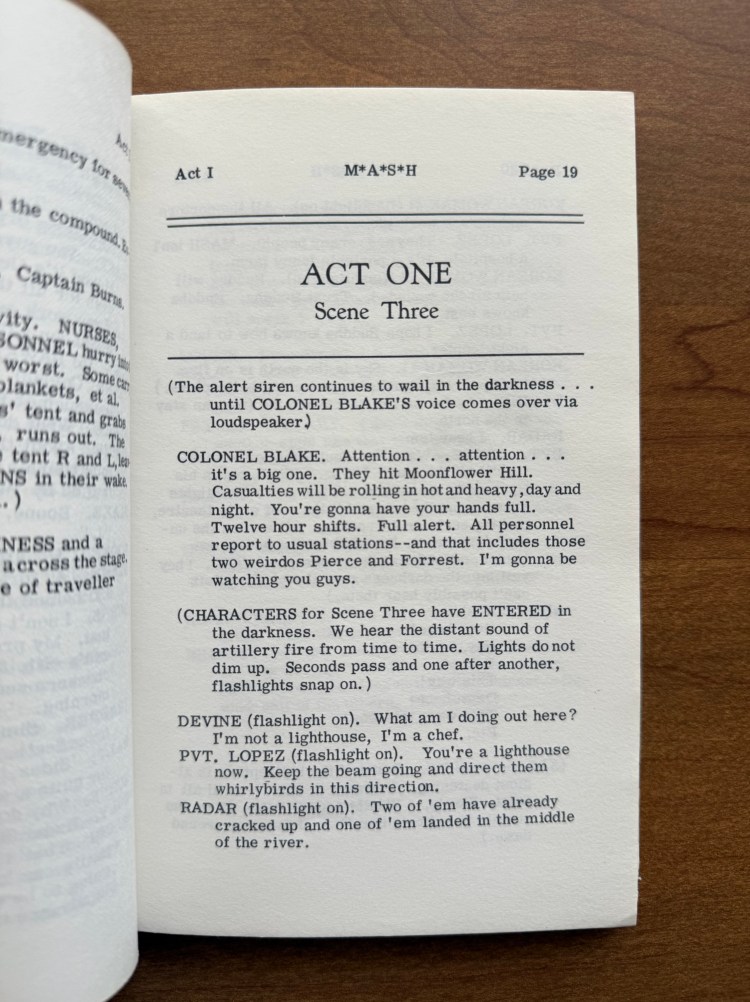 mergency for
the compound.
Captain Burns.
vity. NURSES,
SONNEL hurry into
worst. Some
blankets, et al.
s' tent and grabs
, runs out. The
tent R and L,
NS in their wake.
. . )
NESS and a
across the stage.
e of traveller
Act I M*A*S*H Page 19
ACT ONE
Scene Three
(The alert siren continues to wail in the darkness . . .
until COLONEL BLAKE'S voice comes over via
loudspeaker.)
COLONEL BLAKE. Attention . . . attention . . .
it's a big one. They hit Moonflower Hill.
Casualties will be rolling in hot and heavy, day and
night. You're gonna have your hands full.
Twelve hour shifts. Full alert. All personnel
report to usual stations--and that includes those
two weirdos Pierce and Forrest. I'm gonna be
watching you guys.
(CHARACTERS for Scene Three have ENTERED in
the darkness. We hear the distant sound of
artillery fire from time to time. Lights do not
dim up. Seconds pass and one after another,
flashlights snap on.)
DEVINE (flashlight on). What am I doing out here?
I'm not a lighthouse, I'm a chef.
PVT. LOPEZ (flashlight on). You're a lighthouse
now. Keep the beam going and direct them
whirlybirds in this direction.
RADAR (flashlight on). Two of 'em have already
cracked up and one of 'em landed in the middle
of the river.